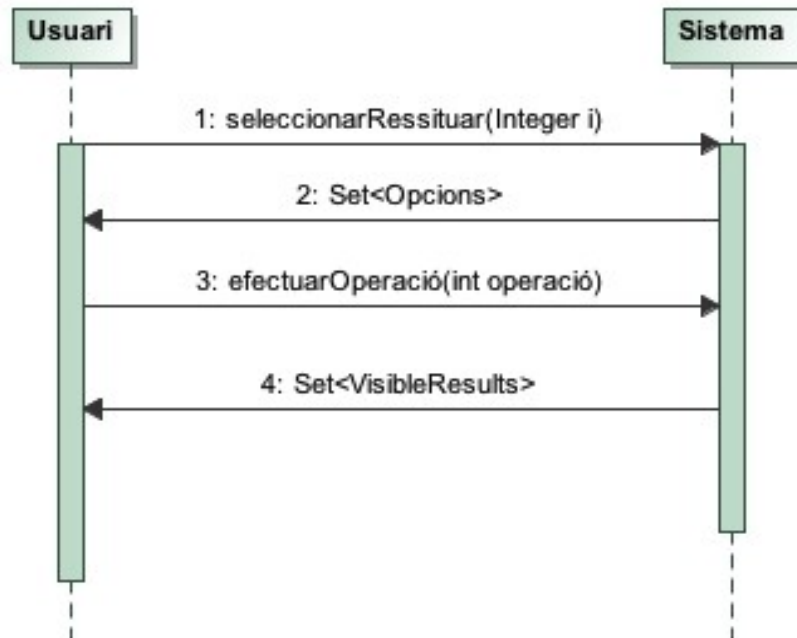 Usuari
Sistema
1: seleccionarRessituar(Integer i)
2: Set<Opcions>
3: efectuarOperació(int operació)
4: Set<VisibleResults>